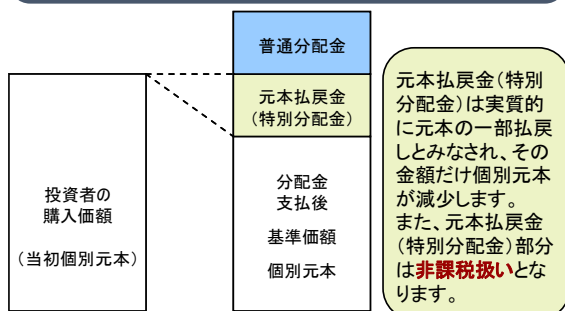 普通分配金
元本払戻金
(特別分配金)
投資者の
購入価額
(当初個別元本)
分配金
支払後
基準価額
個別元本
元本払戻金(特別
分配金)は実質的
に元本の一部払戻
しとみなされ、その
金額だけ個別元本
が減少します。
また、元本払戻金
(特別分配金)部分
は非課税扱いとな
ります。